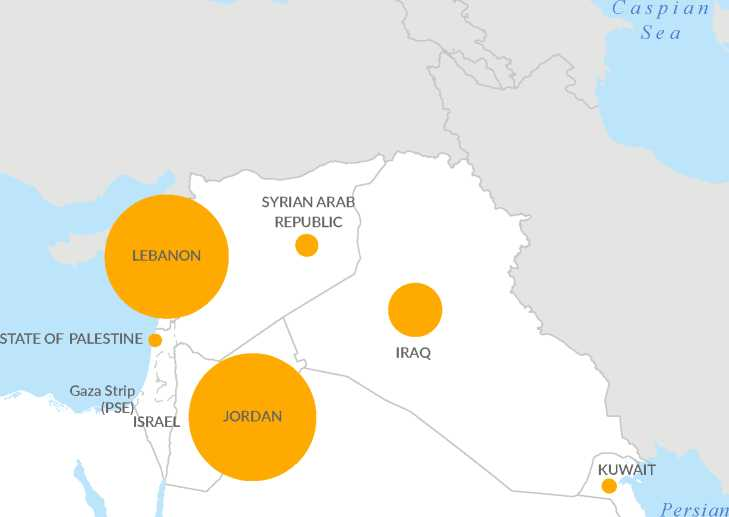 Caspian
Sea
SYRIAN ARAB
REPUBLIC
LEBANON
STATE OF PALESTINE
IRAQ
Gaza Strip
(PSE)
ISRAEL
JORDAN
KUWAIT
Persian